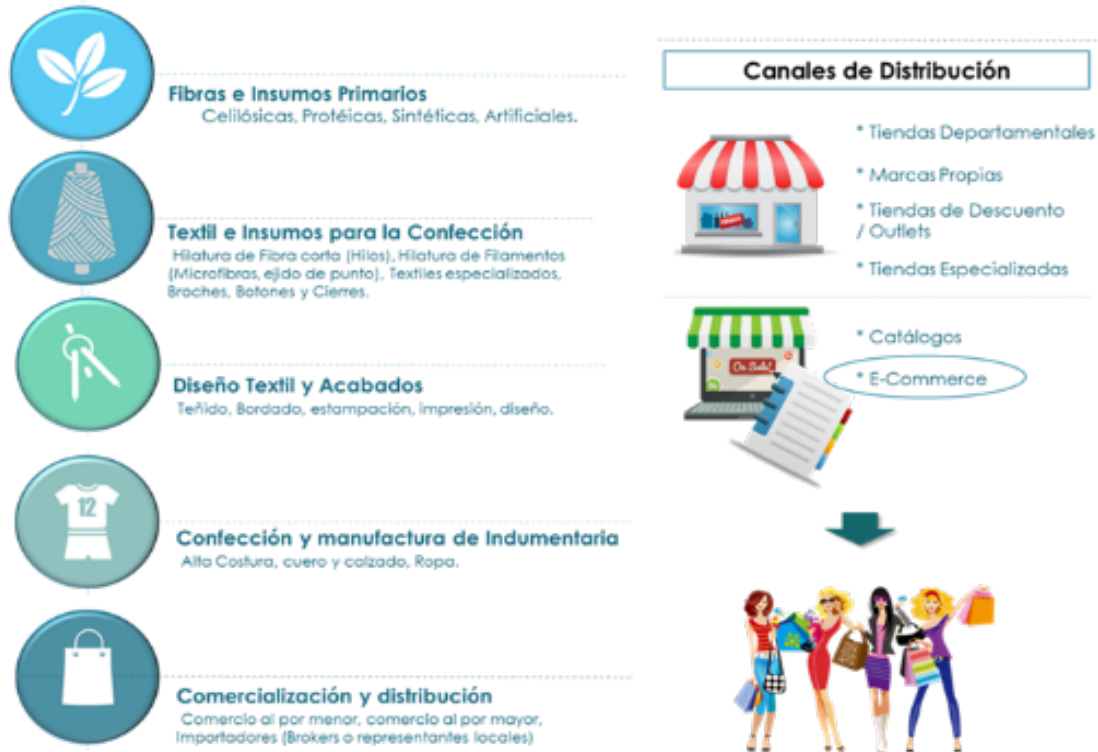 Fibras e Insumos Primarios
Celilósicas, Protéicas, Sintéticas, Artificiales.
Textil e Insumos para la Confección
Hilatura de Fibra corta (Hilos), Hilatura de Filamentos
(Microfibras, ejido de punto), Textiles especializados,
Broches, Botones y Cierres.
Diseño Textil y Acabados
Teñido, Bordado, estampación, impresión, diseño.
12
Confección y manufactura de Indumentaria
Alta Costura, cuero y calzado, Ropa.
Comercialización y distribución
Comercio al por menor, comercio al por mayor,
Importadores (Brokers o representantes locales)
Canales de Distribución
* Tiendas Departamentales
* Marcas Propias
* Tiendas de Descuento
/ Outlets
* Tiendas Especializadas
* Catálogos
On Sale!
* E-Commerce